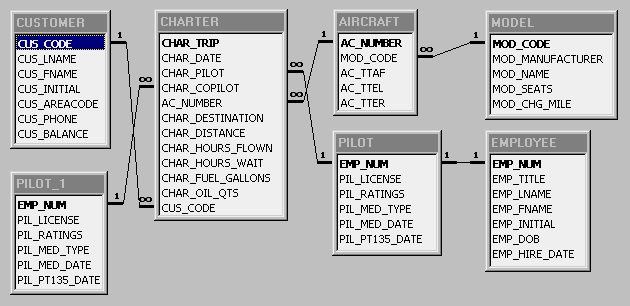 CUSTOMER
CUS_CODE
CUS_LNAME
CUS_FNAME
CUS_INITIAL
CUS_AREACODE
CUS_PHONE
CUS_BALANCE
1
CHARTER
CHAR_TRIP
CHAR_DATE
CHAR_PILOT
CHAR_COPILOT
AC_NUMBER
CHAR_DESTINATION
CHAR_DISTANCE
CHAR_HOURS_FLOWN
CHAR_HOURS_WAIT
CHAR_FUEL_GALLONS
CHAR_OIL_QTS
CUS_CODE
∞
∞
∞
∞
AIRCRAFT
1
AC_NUMBER
MOD_CODE
AC_TTAF
AC_TTEL
AC_TTER
∞
MODEL
1
MOD_CODE
MOD_MANUFACTURER
MOD_NAME
MOD_SEATS
MOD_CHG_MILE
PILOT_1
EMP_NUM
PIL_LICENSE
PIL_RATINGS
PIL_MED_TYPE
PIL_MED_DATE
PIL_PT135_DATE
1
PILOT
1
EMP_NUM
PIL_LICENSE
PIL_RATINGS
PIL_MED_TYPE
PIL_MED_DATE
PIL_PT135_DATE
1
EMPLOYEE
1
EMP_NUM
EMP_TITLE
EMP_LNAME
EMP_FNAME
EMP_INITIAL
EMP_DOB
EMP_HIRE_DATE